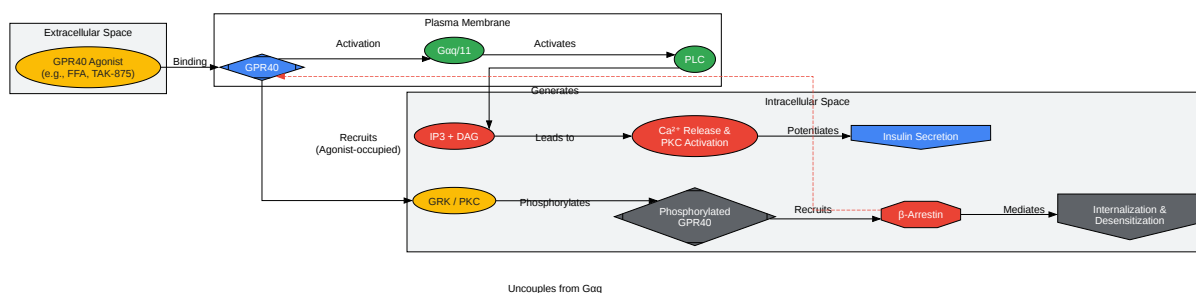 Extracellular Space
GPR40 Agonist
(e.g., FFA, TAK-875)
Binding
Plasma Membrane
GPR40
Activation
Gαq/11
Activates
PLC
Generates
Intracellular Space
Recruits
(Agonist-occupied)
IP3 + DAG
Leads to
Ca²⁺ Release &
PKC Activation
Potentiates
Insulin Secretion
GRK / PKC
Phosphorylates
Phosphorylated
GPR40
Recruits
β-Arrestin
Mediates
Internalization &
Desensitization
Uncouples from Gαq